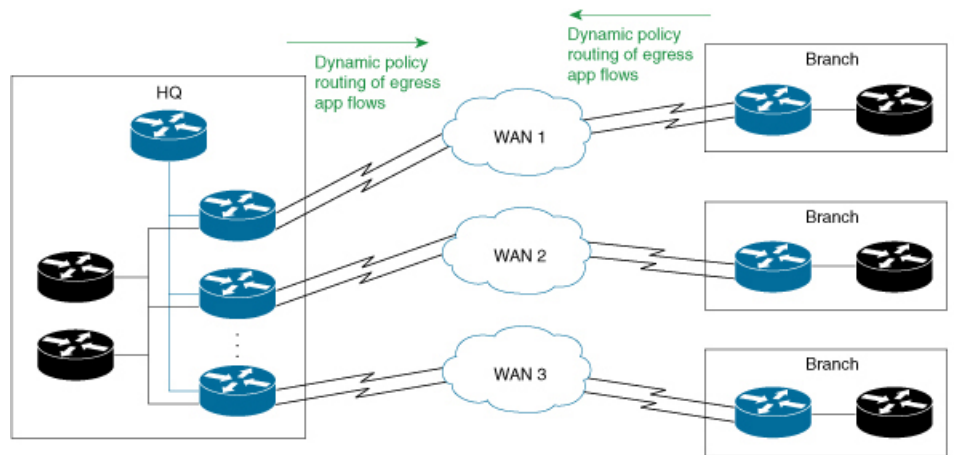 Dynamic policy
routing of egress
app flows
Dynamic policy
routing of egress
app flows
HQ
WAN 1
WAN 2
WAN 3
Branch
Branch
Branch